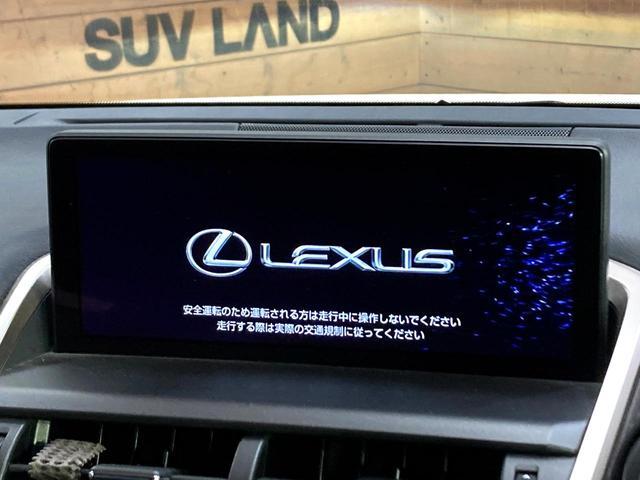 SUV LAND
LEXUS
安全運転のため運転される方は走行中に操作しないでください
走行する際は実際の交通規制に従ってください